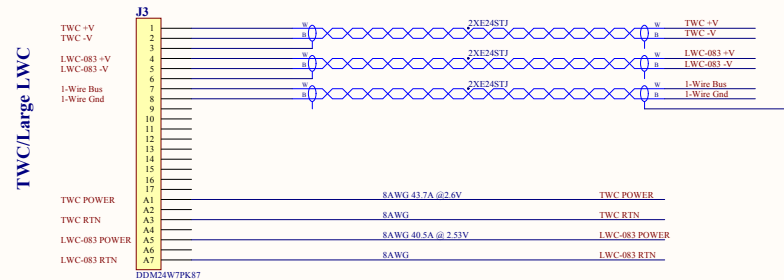 J3
TWC/Large LWC
TWC +V 1 W 2XE24STJ W TWC +V
TWC -V 2 B B TWC -V
3
LWC-083 +V 4 W 2XE24STJ W LWC-083 +V
LWC-083 -V 5 B B LWC-083 -V
6
1-Wire Bus 7 W 2XE24STJ W 1-Wire Bus
1-Wire Gnd 8 B B 1-Wire Gnd
9
10
11
12
13
14
15
16
17
TWC POWER A1 8AWG 43.7A @2.6V TWC POWER
A2
TWC RTN A3 8AWG TWC RTN
A4
LWC-083 POWER A5 8AWG 40.5A @ 2.53V LWC-083 POWER
A6
LWC-083 RTN A7 8AWG LWC-083 RTN
DDM24W7PK87